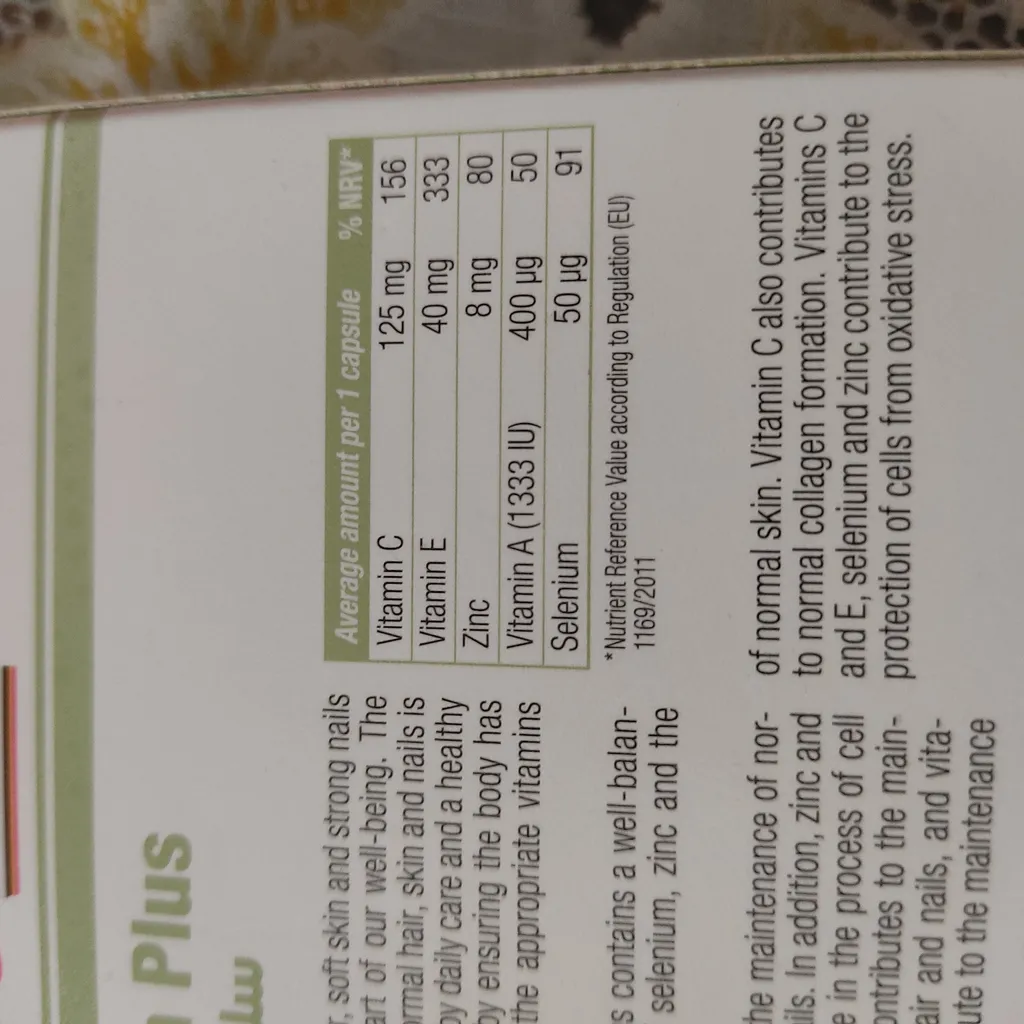 Plus
بلو
, soft skin and strong nails
art of our well-being. The
ormal hair, skin and nails is
by daily care and a healthy
by ensuring the body has
the appropriate vitamins
s contains a well-balan-
selenium, zinc and the
Average amount per 1 capsule % NRV*
Vitamin C 125 mg 156
Vitamin E 40 mg 333
Zinc 8 mg 80
Vitamin A (1333 IU) 400 µg 50
Selenium 50 µg 91
*Nutrient Reference Value according to Regulation (EU)
1169/2011
he maintenance of nor-
ils. In addition, zinc and
e in the process of cell
ontributes to the main-
air and nails, and vita-
ute to the maintenance
of normal skin. Vitamin C also contributes
to normal collagen formation. Vitamins C
and E, selenium and zinc contribute to the
protection of cells from oxidative stress.